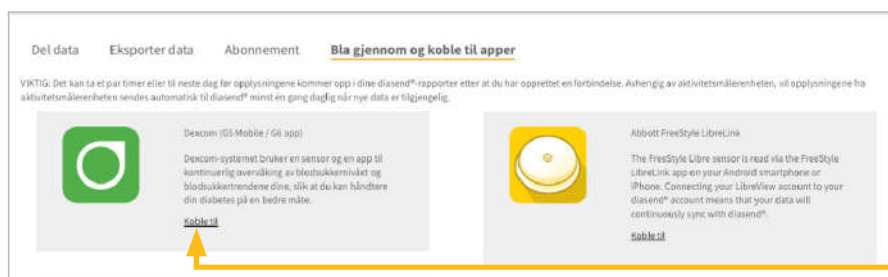 Del data Eksporter data Abonnement Bla gjennom og koble til apper
VIKTIG: Det kan ta et par timer eller til neste dag før opplysningene kommer opp i dine diasend®-rapporter etter at du har opprettet en forbindelse. Avhengig av aktivitetsmålerenheten, vil opplysningene fra
aktivitetsmålerenheten sendes automatisk til diasend® minst én gang daglig når nye data er tilgjengelig.
Dexcom (G5 Mobile / G6 app)
Dexcom-systemet bruker en sensor og en app til
kontinuerlig overvåking av blodsukkernivået og
blodsukkertrendene dine, slik at du kan håndtere
din diabetes på en bedre måte.
Koble til
Abbott FreeStyle LibreLink
The FreeStyle Libre sensor is read via the FreeStyle
LibreLink app on your Android smartphone or
iPhone. Connecting your LibreView account to your
diasend® account means that your data will
continuously sync with diasend®.
Koble til